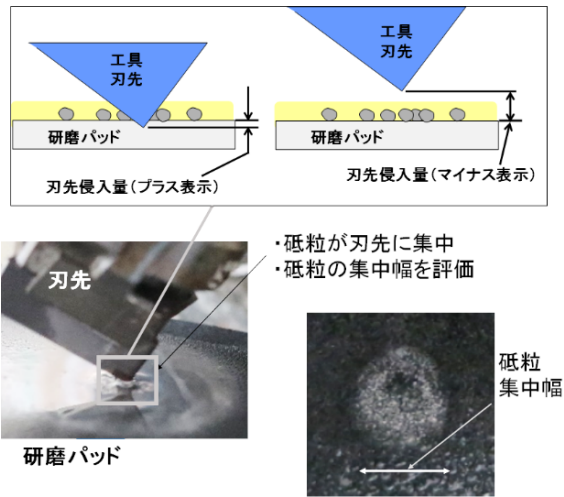 工具
刃先
研磨パッド
刃先侵入量(プラス表示)
工具
刃先
研磨パッド
刃先侵入量(マイナス表示)
・砥粒が刃先に集中
・砥粒の集中幅を評価
刃先
研磨パッド
砥粒
集中幅